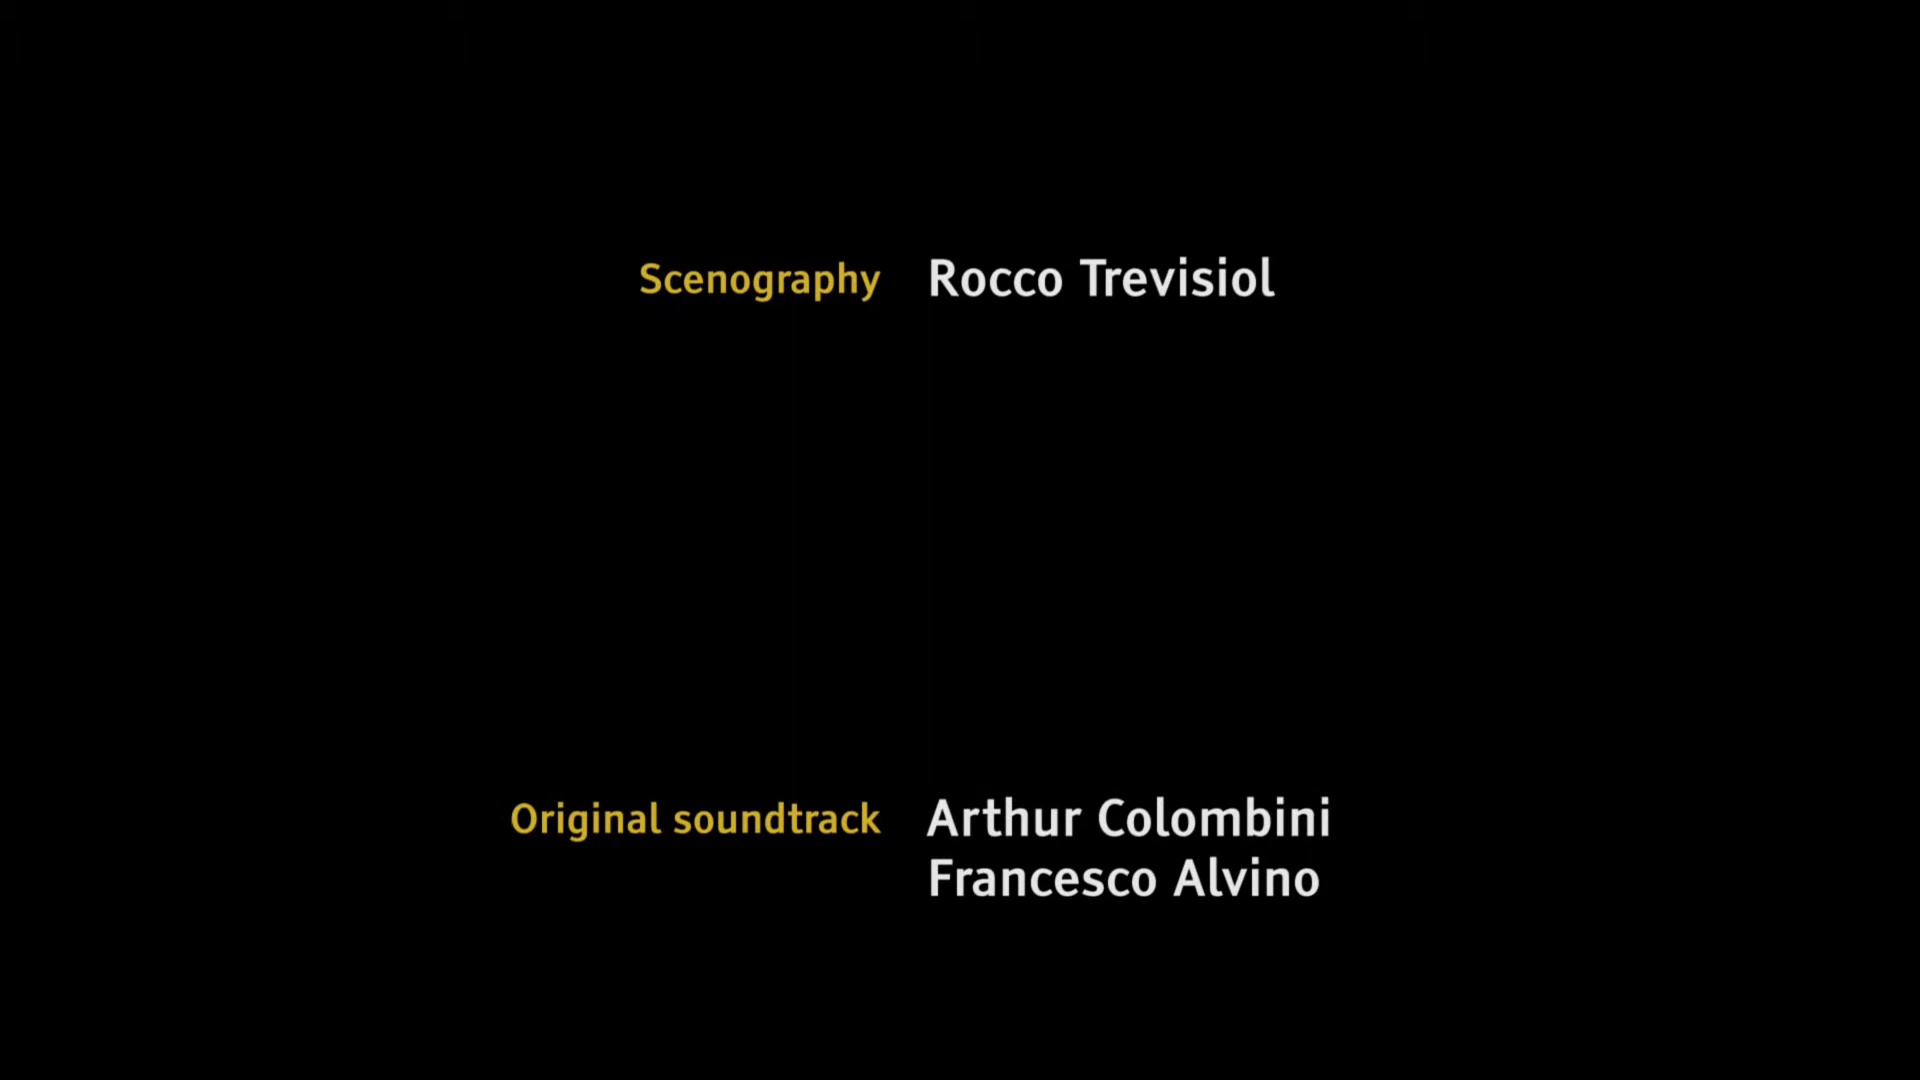 Scenography Rocco Trevisiol
Original soundtrack Arthur Colombini
Francesco Alvino